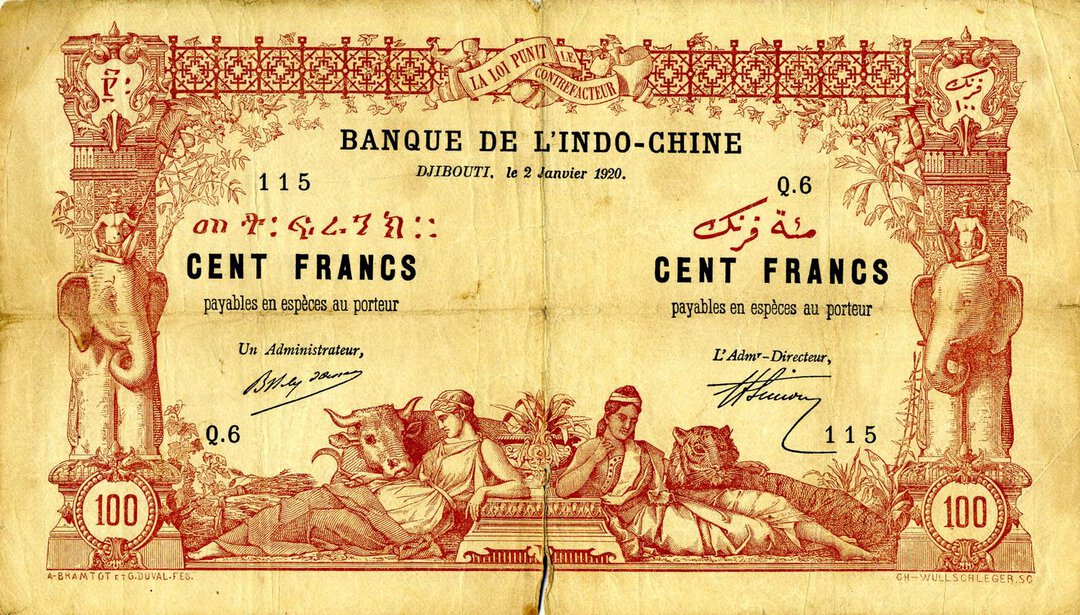 LA LOI PUNIT LE
CONTREFACTEUR
فرنك
١٠٠
BANQUE DE L'INDO-CHINE
DJIBOUTI, le 2 Janvier 1920.
115
Q.6
መቶ፡ ፍራንክ ፡፡
مئة فرنك
CENT FRANCS
CENT FRANCS
payables en espèces au porteur
payables en espèces au porteur
Un Administrateur,
L'Admr-Directeur,
Q.6
115
100
100
A-BRAMTOT ET G.DUVAL-FES.
CH-WULLSCHLEGER.SC